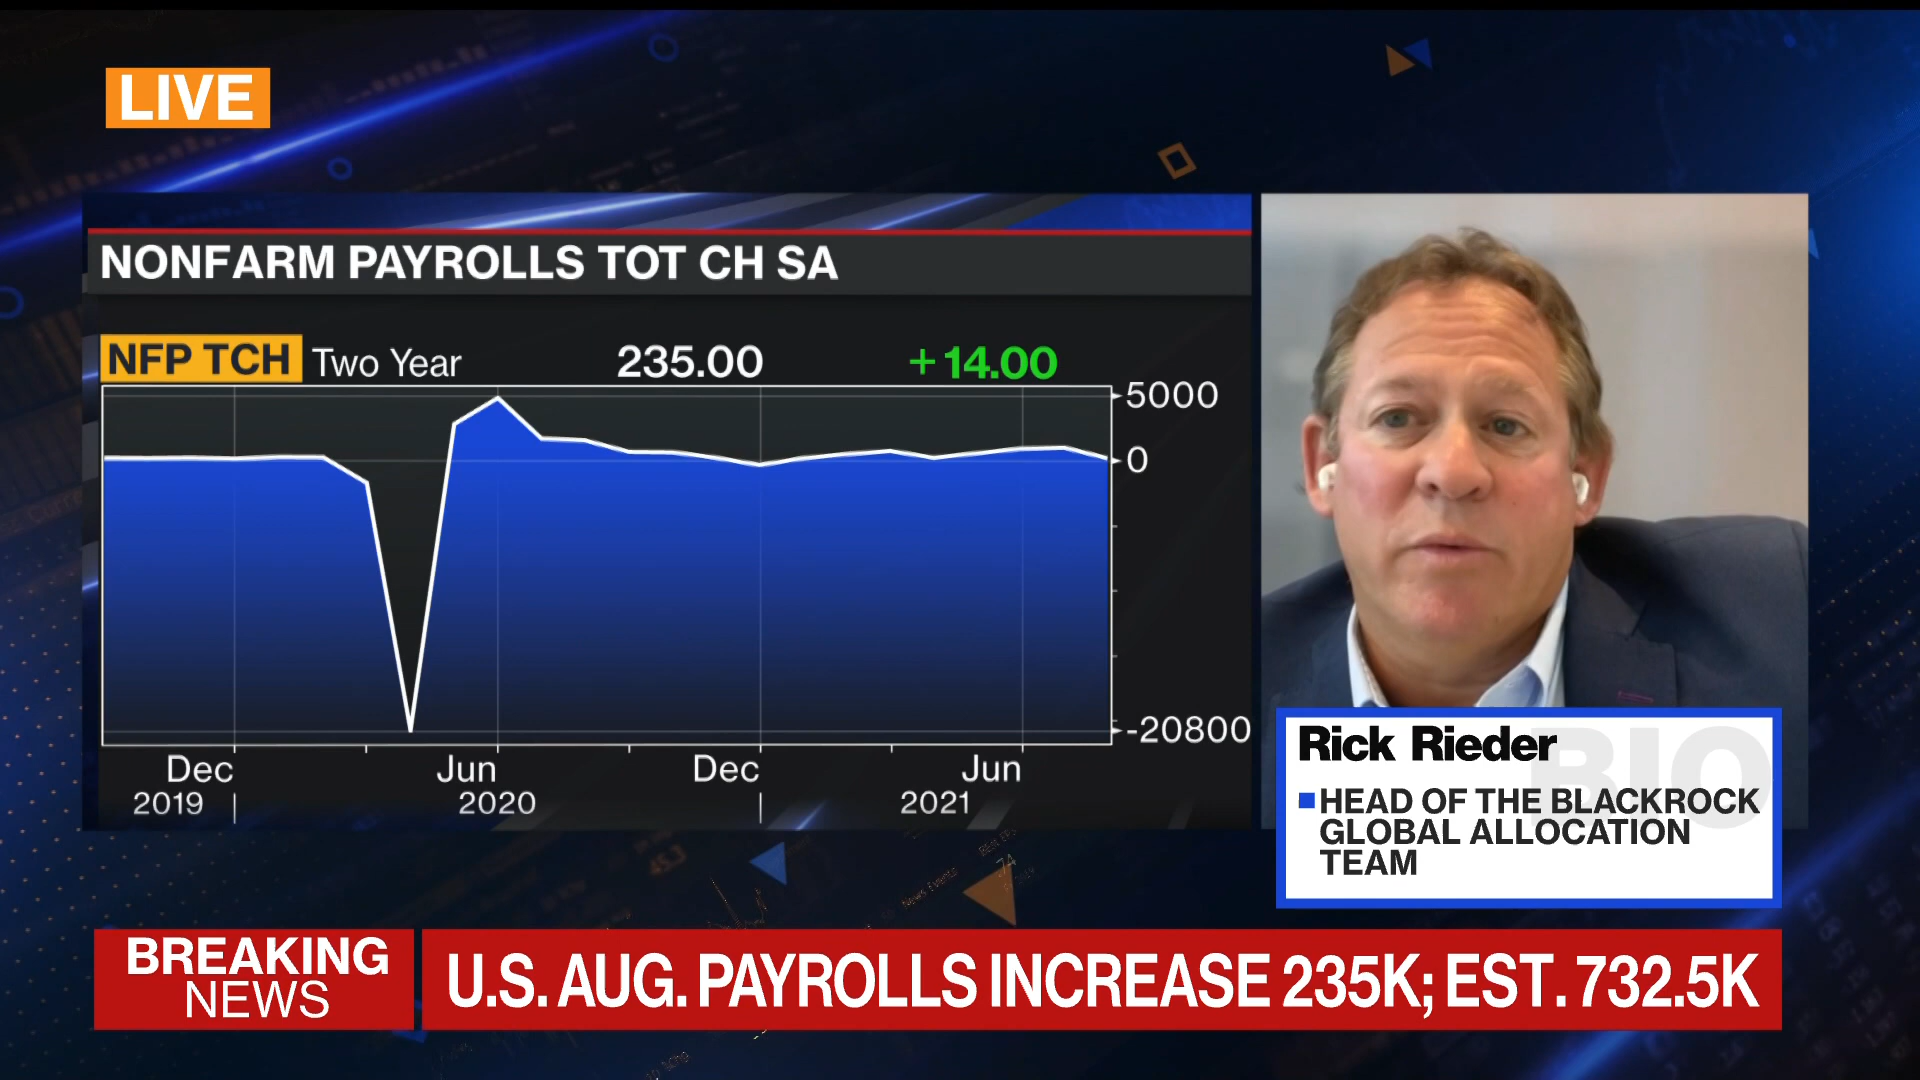 LIVE
NONFARM PAYROLLS TOT CH SA
NFP TCH Two Year 235.00 +14.00
5000
0
-20800
Dec Jun Dec Jun
2019 2020 2021
Rick Rieder
BIO
HEAD OF THE BLACKROCK
GLOBAL ALLOCATION
TEAM
BREAKING
NEWS
U.S. AUG. PAYROLLS INCREASE 235K; EST. 732.5K